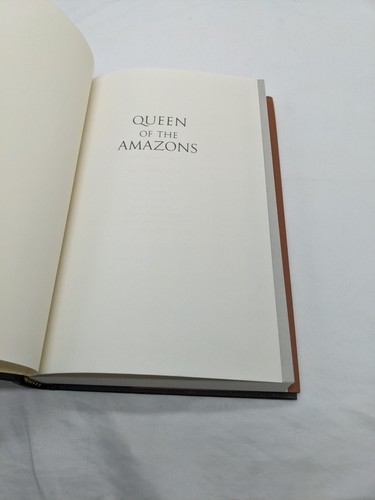 QUEEN
OF THE
AMAZONS